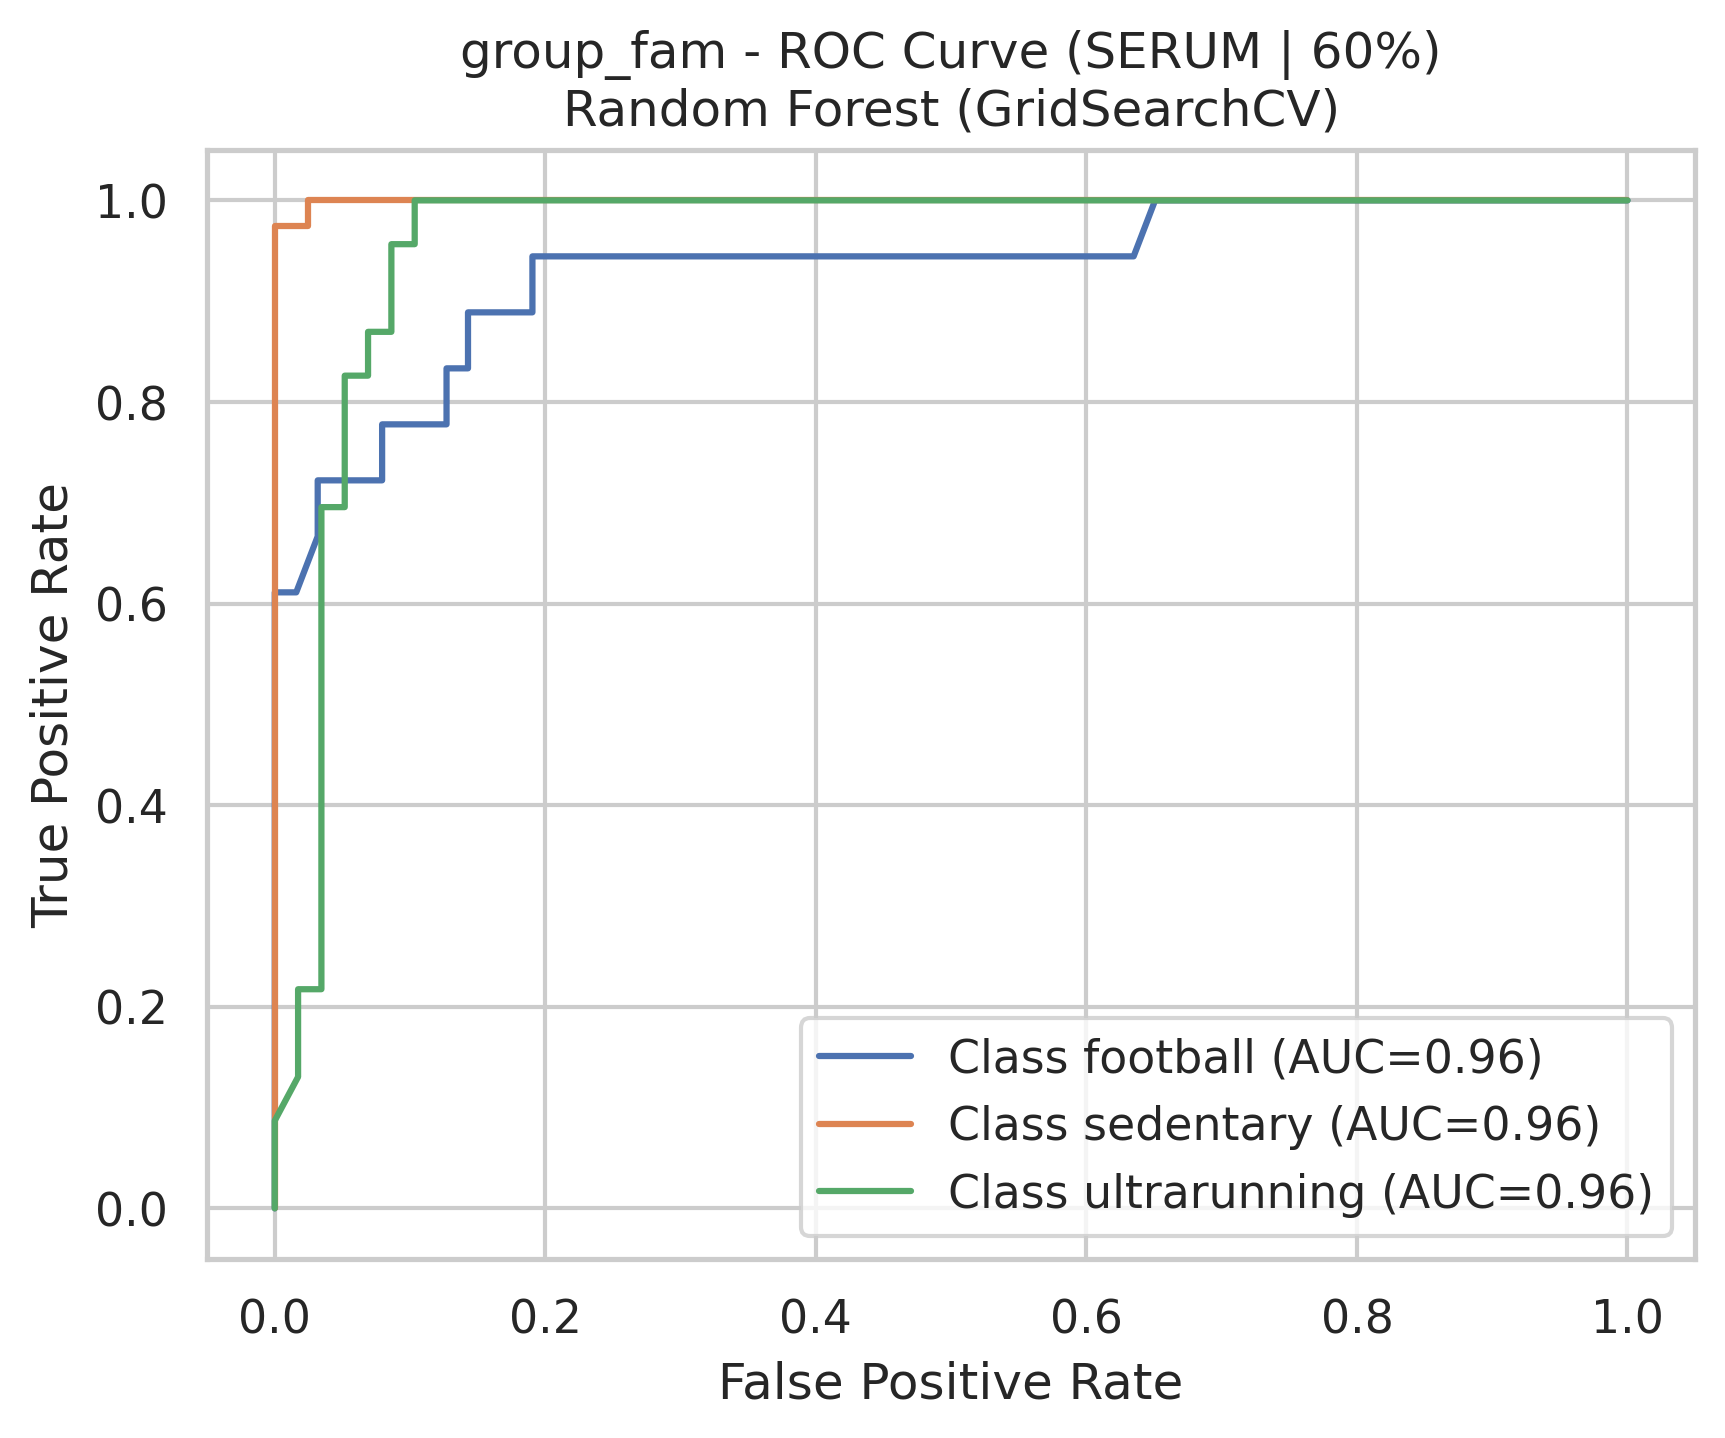 group_fam - ROC Curve (SERUM | 60%)
Random Forest (GridSearchCV)
True Positive Rate
1.0
0.8
0.6
0.4
0.2
0.0
Class football (AUC=0.96)
Class sedentary (AUC=0.96)
Class ultrarunning (AUC=0.96)
0.0 0.2 0.4 0.6 0.8 1.0
False Positive Rate